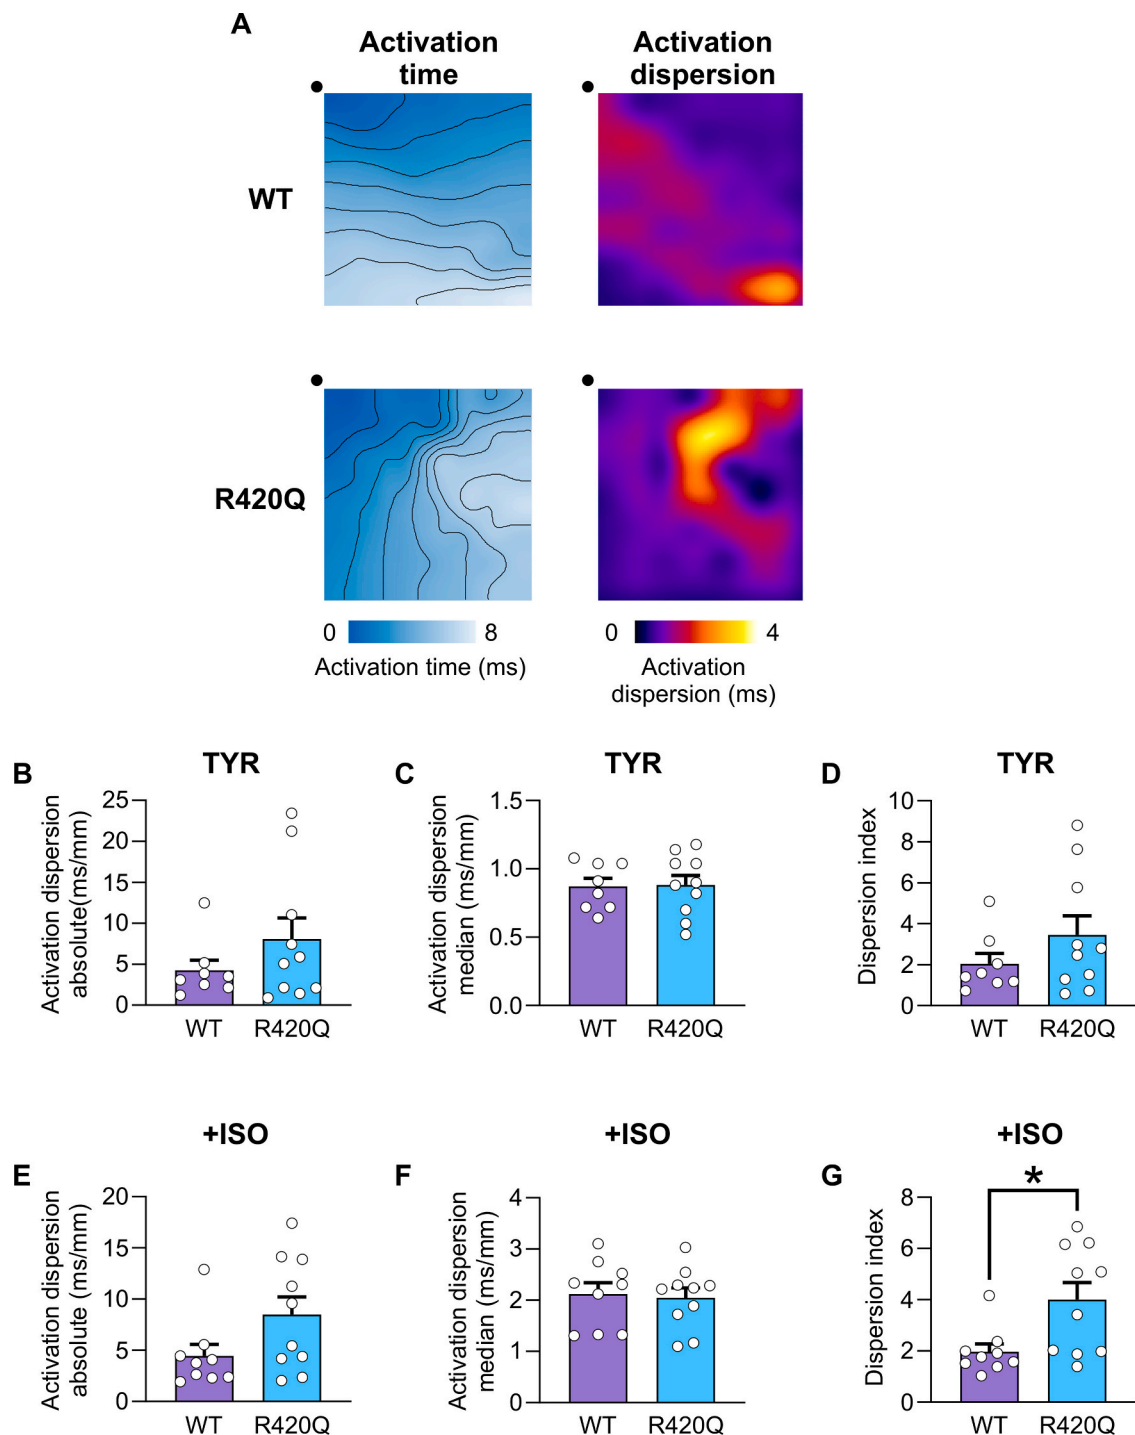 A
Activation
time
Activation
dispersion
WT
R420Q
0 8
Activation time (ms)
0 4
Activation
dispersion (ms)
B
TYR
Activation dispersion
absolute(ms/mm)
25
20
15
10
5
0
WT R420Q
C
TYR
Activation dispersion
median (ms/mm)
1.5
1.0
0.5
0.0
WT R420Q
D
TYR
Dispersion index
10
8
6
4
2
0
WT R420Q
E
+ISO
Activation dispersion
absolute (ms/mm)
20
15
10
5
0
WT R420Q
F
+ISO
Activation dispersion
median (ms/mm)
4
3
2
1
0
WT R420Q
G
+ISO
Dispersion index
8
6
4
2
0
*
WT R420Q